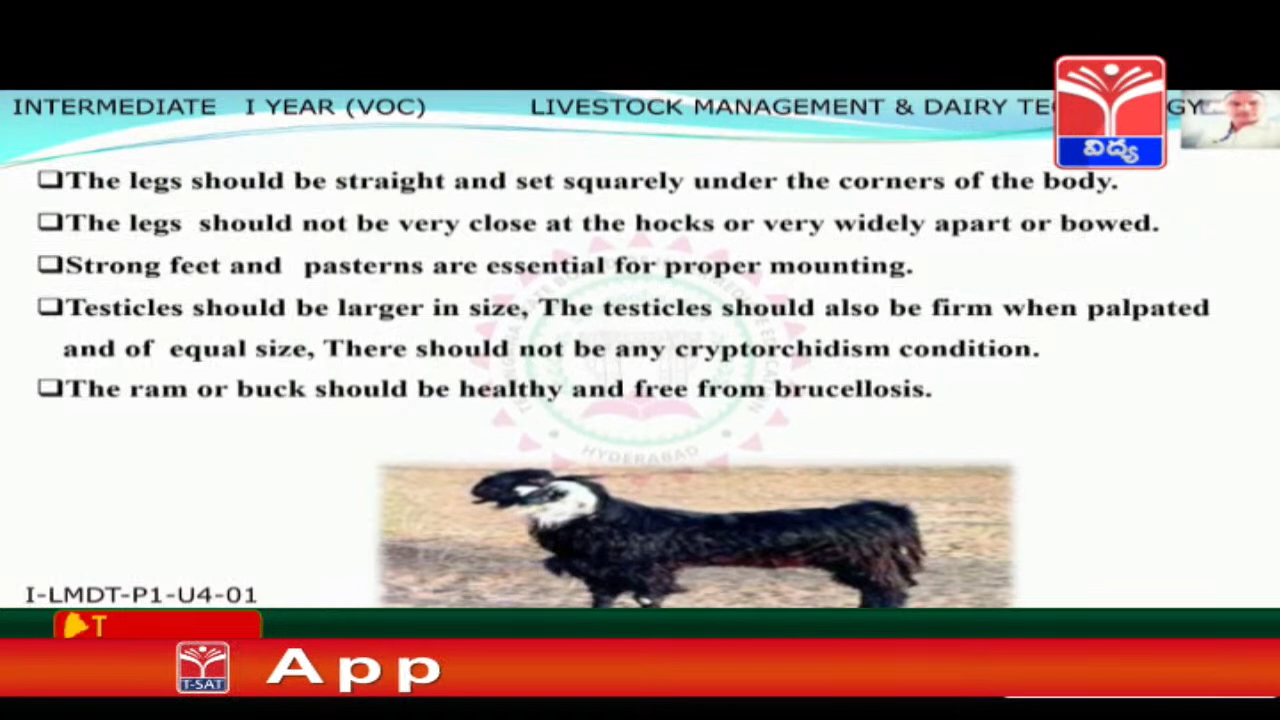 INTERMEDIATE I YEAR (VOC) LIVESTOCK MANAGEMENT & DAIRY
విద్య
❑The legs should be straight and set squarely under the corners of the body.
❑The legs should not be very close at the hocks or very widely apart or bowed.
❑Strong feet and pasterns are essential for proper mounting.
❑Testicles should be larger in size, The testicles should also be firm when palpated
and of equal size, There should not be any cryptorchidism condition.
❑The ram or buck should be healthy and free from brucellosis.
HYDERABAD
I-LMDT-P1-U4-01
T
T-SAT
App